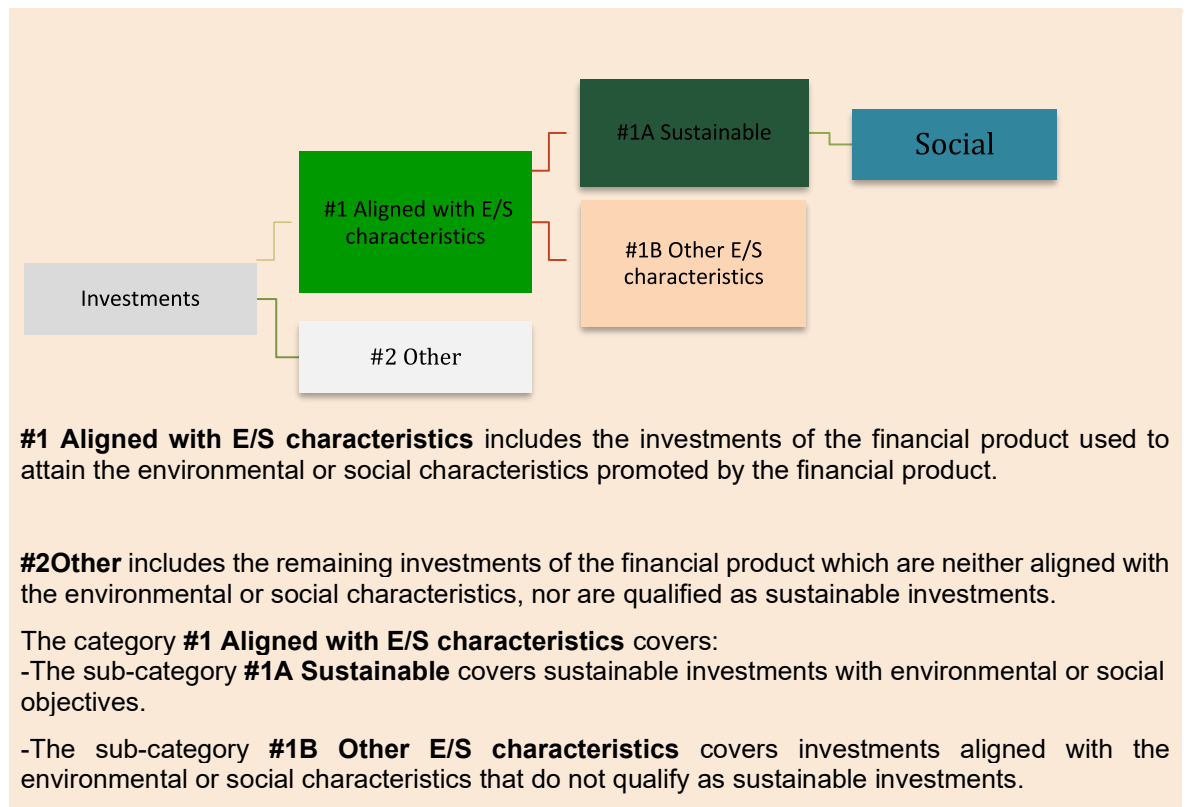 #1A Sustainable
Social
#1 Aligned with E/S
characteristics
#1B Other E/S
characteristics
Investments
#2 Other
#1 Aligned with E/S characteristics includes the investments of the financial product used to
attain the environmental or social characteristics promoted by the financial product.
#2Other includes the remaining investments of the financial product which are neither aligned with
the environmental or social characteristics, nor are qualified as sustainable investments.
The category #1 Aligned with E/S characteristics covers:
-The sub-category #1A Sustainable covers sustainable investments with environmental or social
objectives.
-The sub-category #1B Other E/S characteristics covers investments aligned with the
environmental or social characteristics that do not qualify as sustainable investments.